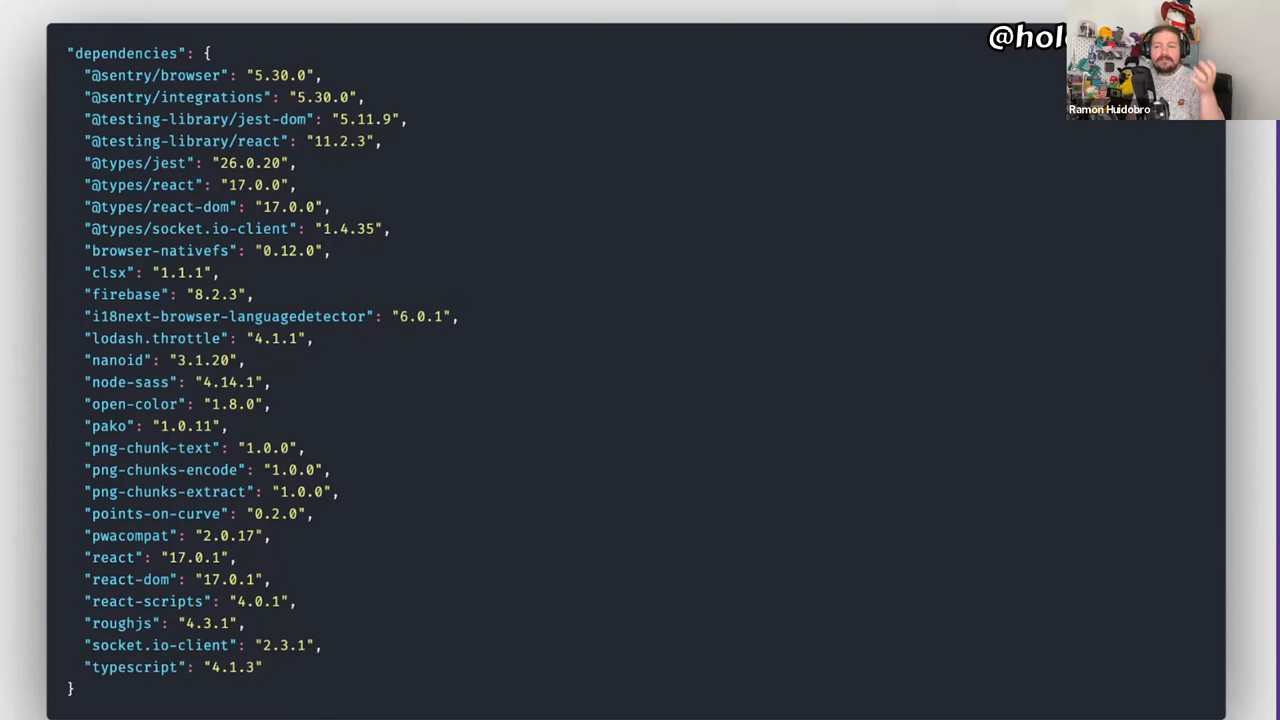 @hol
Ramon Huidobro
"dependencies": {
"@sentry/browser": "5.30.0",
"@sentry/integrations": "5.30.0",
"@testing-library/jest-dom": "5.11.9",
"@testing-library/react": "11.2.3",
"@types/jest": "26.0.20",
"@types/react": "17.0.0",
"@types/react-dom": "17.0.0",
"@types/socket.io-client": "1.4.35",
"browser-nativefs": "0.12.0",
"clsx": "1.1.1",
"firebase": "8.2.3",
"i18next-browser-languagedetector": "6.0.1",
"lodash.throttle": "4.1.1",
"nanoid": "3.1.20",
"node-sass": "4.14.1",
"open-color": "1.8.0",
"pako": "1.0.11",
"png-chunk-text": "1.0.0",
"png-chunks-encode": "1.0.0",
"png-chunks-extract": "1.0.0",
"points-on-curve": "0.2.0",
"pwacompat": "2.0.17",
"react": "17.0.1",
"react-dom": "17.0.1",
"react-scripts": "4.0.1",
"roughjs": "4.3.1",
"socket.io-client": "2.3.1",
"typescript": "4.1.3"
}